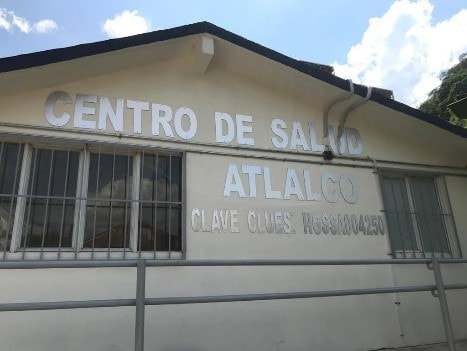 CENTRO DE SALUD
ATLALCO
CLAVE CLUES: HGSSA004250